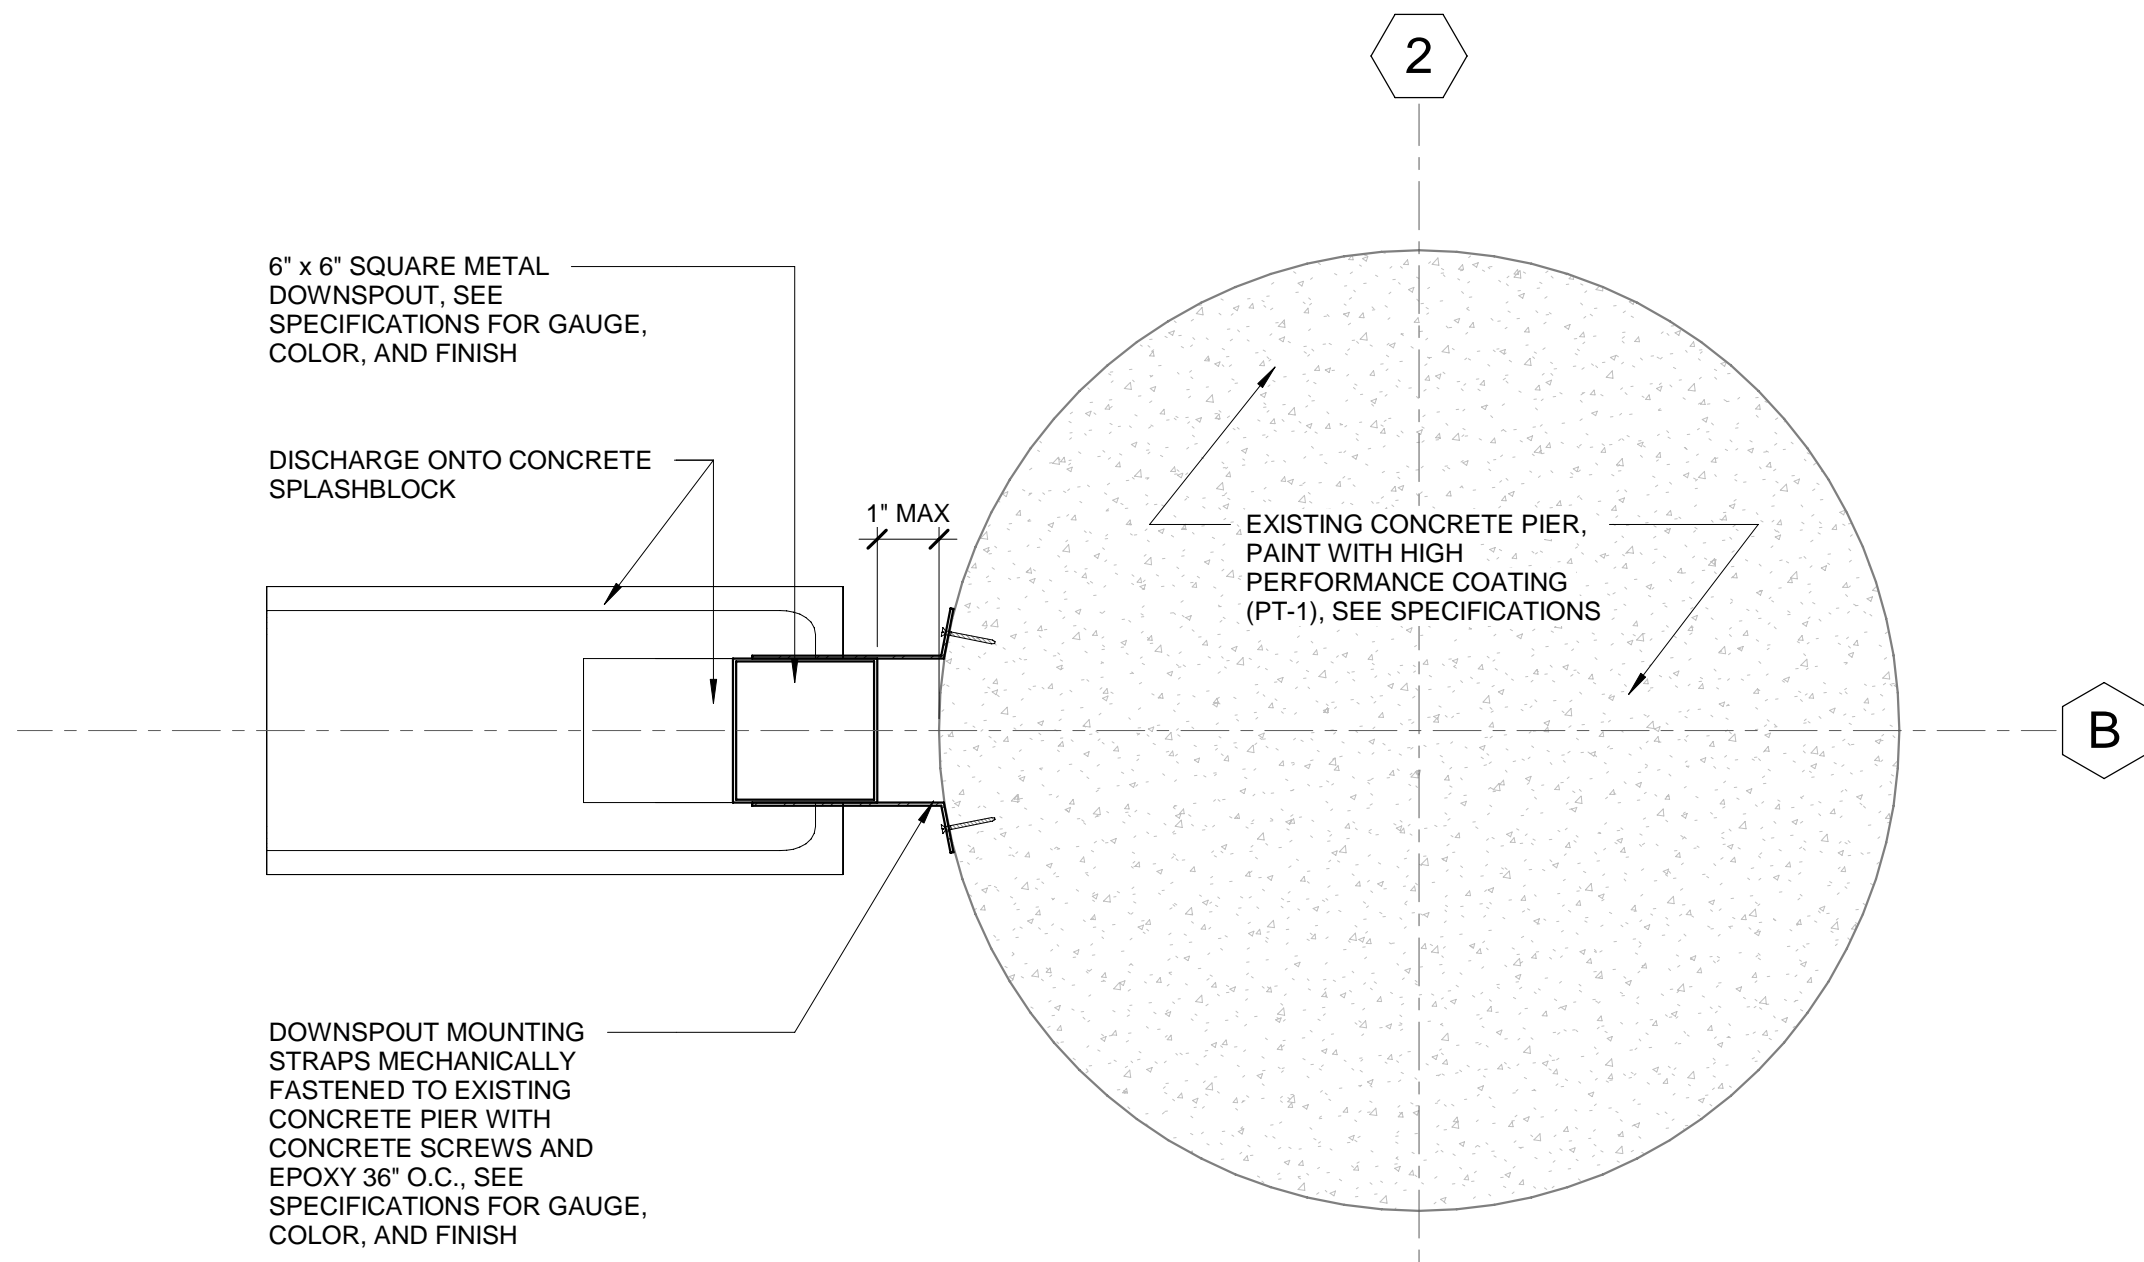 2
6" x 6" SQUARE METAL
DOWNSPOUT, SEE
SPECIFICATIONS FOR GAUGE,
COLOR, AND FINISH
DISCHARGE ONTO CONCRETE
SPLASHBLOCK
1" MAX
EXISTING CONCRETE PIER,
PAINT WITH HIGH
PERFORMANCE COATING
(PT-1), SEE SPECIFICATIONS
B
DOWNSPOUT MOUNTING
STRAPS MECHANICALLY
FASTENED TO EXISTING
CONCRETE PIER WITH
CONCRETE SCREWS AND
EPOXY 36" O.C., SEE
SPECIFICATIONS FOR GAUGE,
COLOR, AND FINISH